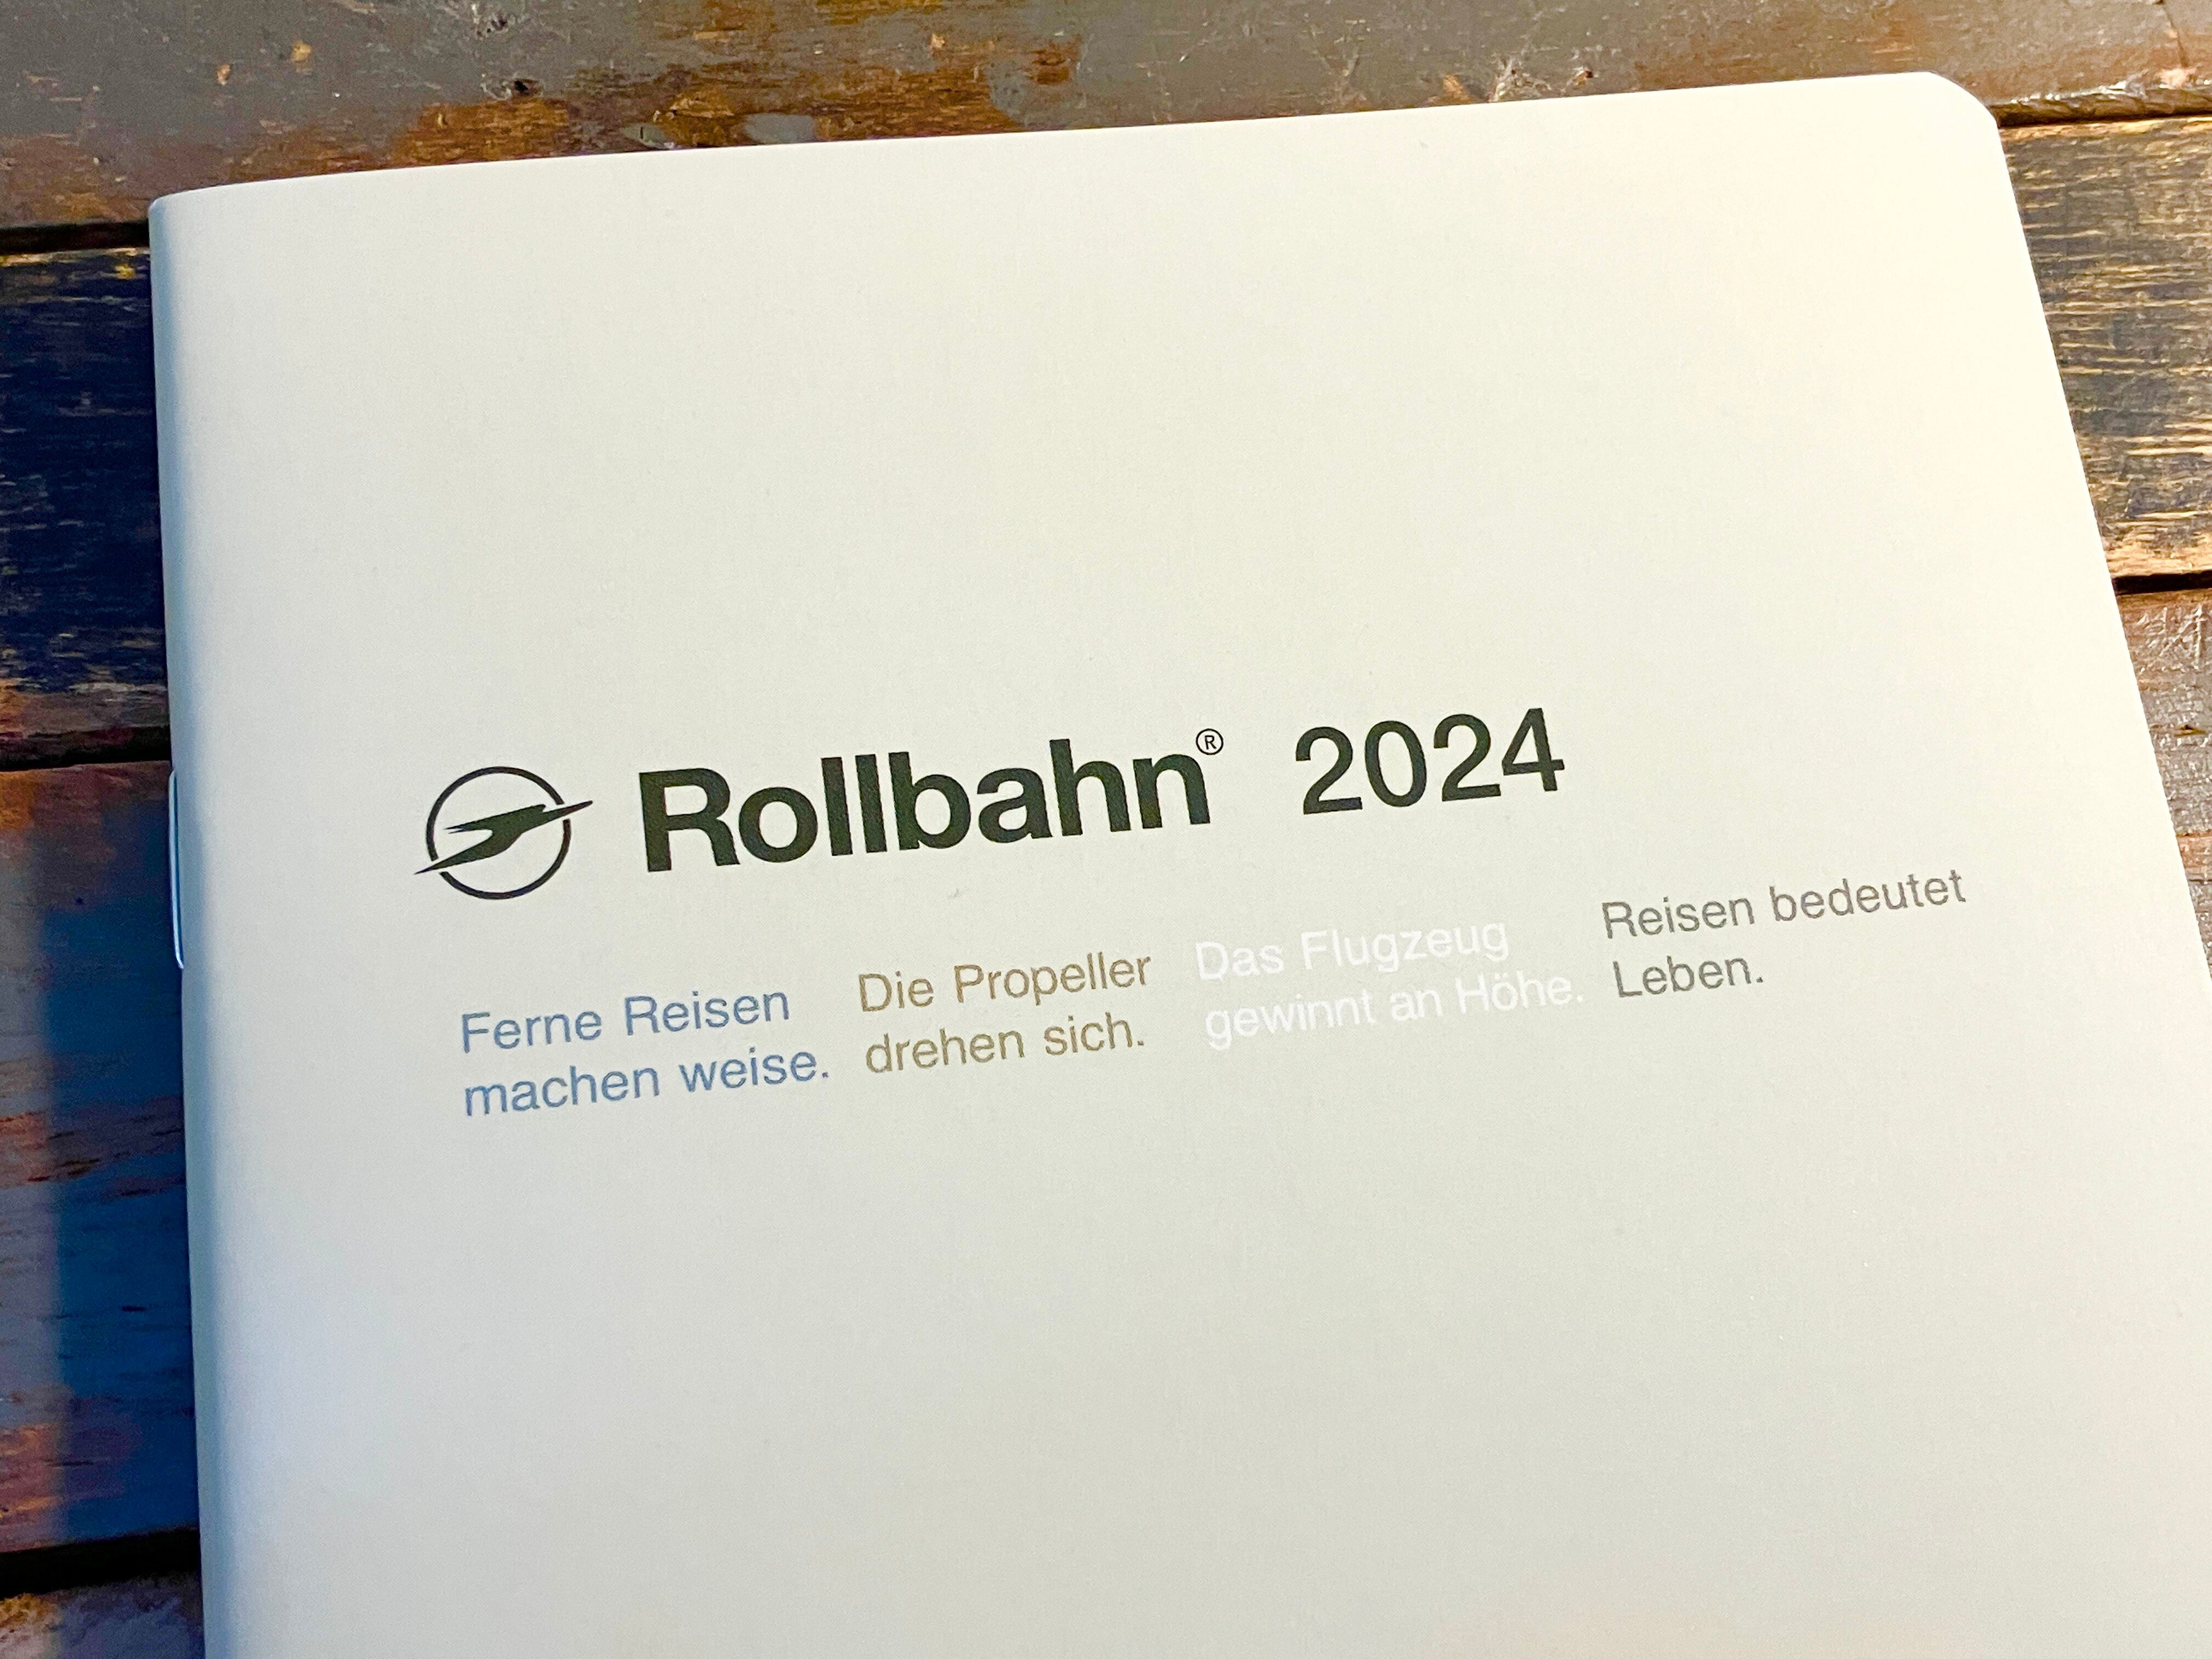 Rollbahn® 2024
Ferne Reisen
machen weise.
Die Propeller
drehen sich.
Das Flugzeug
gewinnt an Höhe.
Reisen bedeutet
Leben.